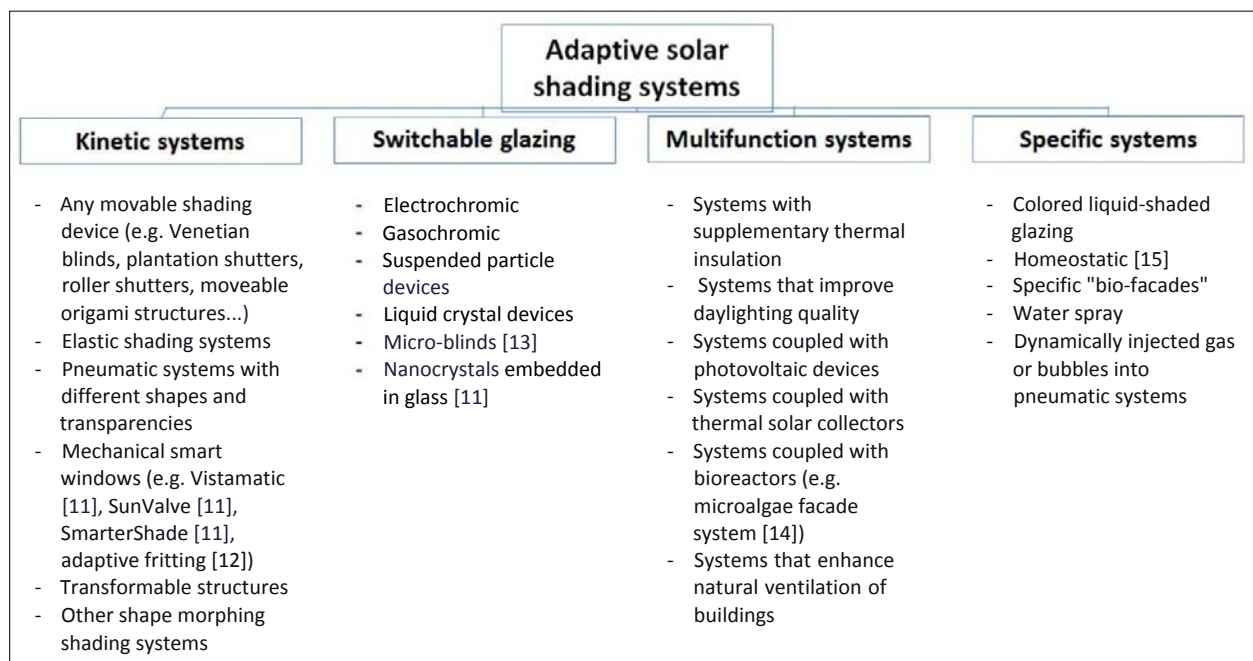 Adaptive solar
shading systems
Kinetic systems
- Any movable shading
device (e.g. Venetian
blinds, plantation shutters,
roller shutters, moveable
origami structures...)
- Elastic shading systems
- Pneumatic systems with
different shapes and
transparencies
- Mechanical smart
windows (e.g. Vistamatic
[11], SunValve [11],
SmarterShade [11],
adaptive fritting [12])
- Transformable structures
- Other shape morphing
shading systems
Switchable glazing
- Electrochromic
- Gasochromic
- Suspended particle
devices
- Liquid crystal devices
- Micro-blinds [13]
- Nanocrystals embedded
in glass [11]
Multifunction systems
- Systems with
supplementary thermal
insulation
- Systems that improve
daylighting quality
- Systems coupled with
photovoltaic devices
- Systems coupled with
thermal solar collectors
- Systems coupled with
bioreactors (e.g.
microalgae facade
system [14])
- Systems that enhance
natural ventilation of
buildings
Specific systems
- Colored liquid-shaded
glazing
- Homeostatic [15]
- Specific "bio-facades"
- Water spray
- Dynamically injected gas
or bubbles into
pneumatic systems